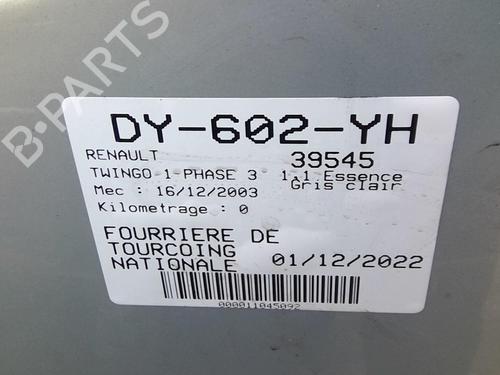 B-PARTS
DY-602-YH
RENAULT 39545
TWINGO 1 PHASE 3 1.1 Essence
Mec : 16/12/2003 Gris clair
Kilometrage : 0
FOURRIERE DE
TOURCOING
NATIONALE 01/12/2022
000011045092